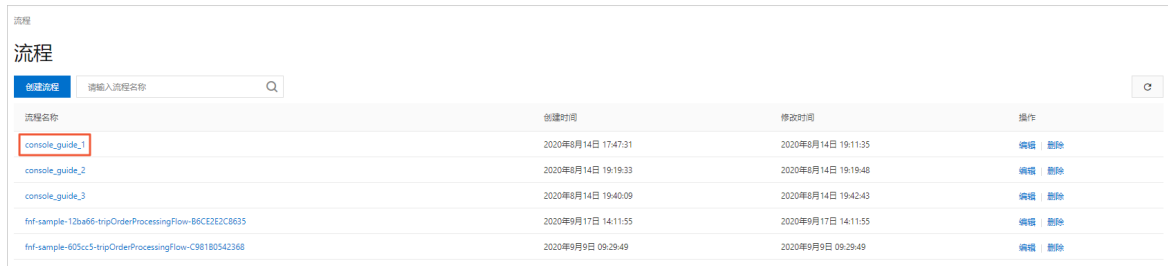 流程
流程
创建流程 请输入流程名称
流程名称 创建时间 修改时间 操作
console_guide_1 2020年8月14日 17:47:31 2020年8月14日 19:11:35 编辑 | 删除
console_guide_2 2020年8月14日 19:19:33 2020年8月14日 19:19:48 编辑 | 删除
console_guide_3 2020年8月14日 19:40:09 2020年8月14日 19:42:43 编辑 | 删除
fnf-sample-12ba66-tripOrderProcessingFlow-B6CE2E2C8635 2020年9月17日 14:11:55 2020年9月17日 14:11:55 编辑 | 删除
fnf-sample-605cc5-tripOrderProcessingFlow-C981B0542368 2020年9月9日 09:29:49 2020年9月9日 09:29:49 编辑 | 删除